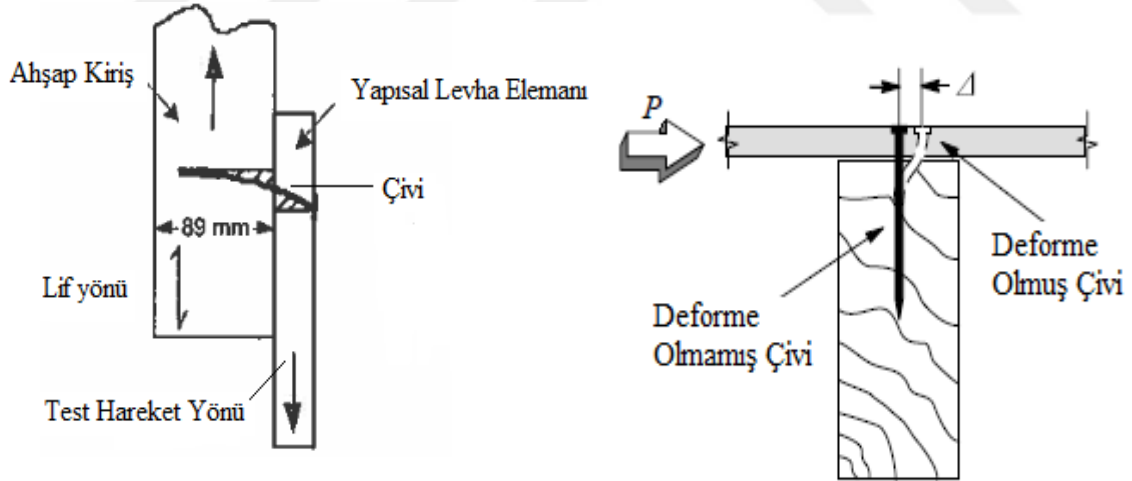 Ahşap Kiriş
Yapısal Levha Elemanı
Çivi
89 mm
Lif yönü
Test Hareket Yönü
P
Δ
Deforme
Olmuş Çivi
Deforme
Olmamış Çivi